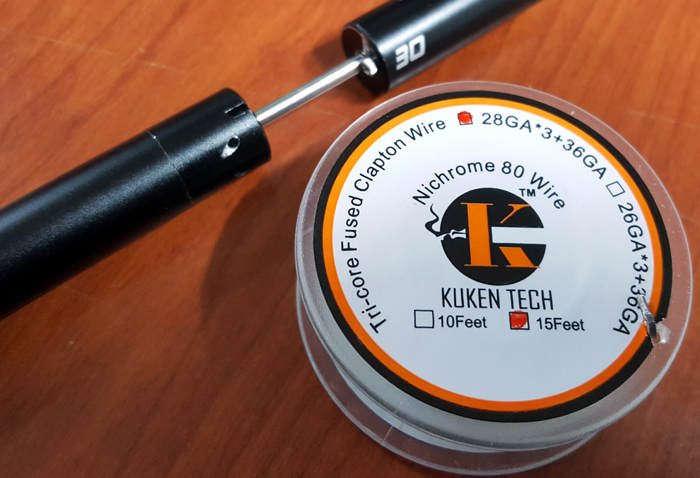 30
Tri-core Fused Clapton Wire 28GA*3+36GA 26GA*3+36GA
Nichrome 80 Wire
TM
K
KUKEN TECH
10Feet 15Feet